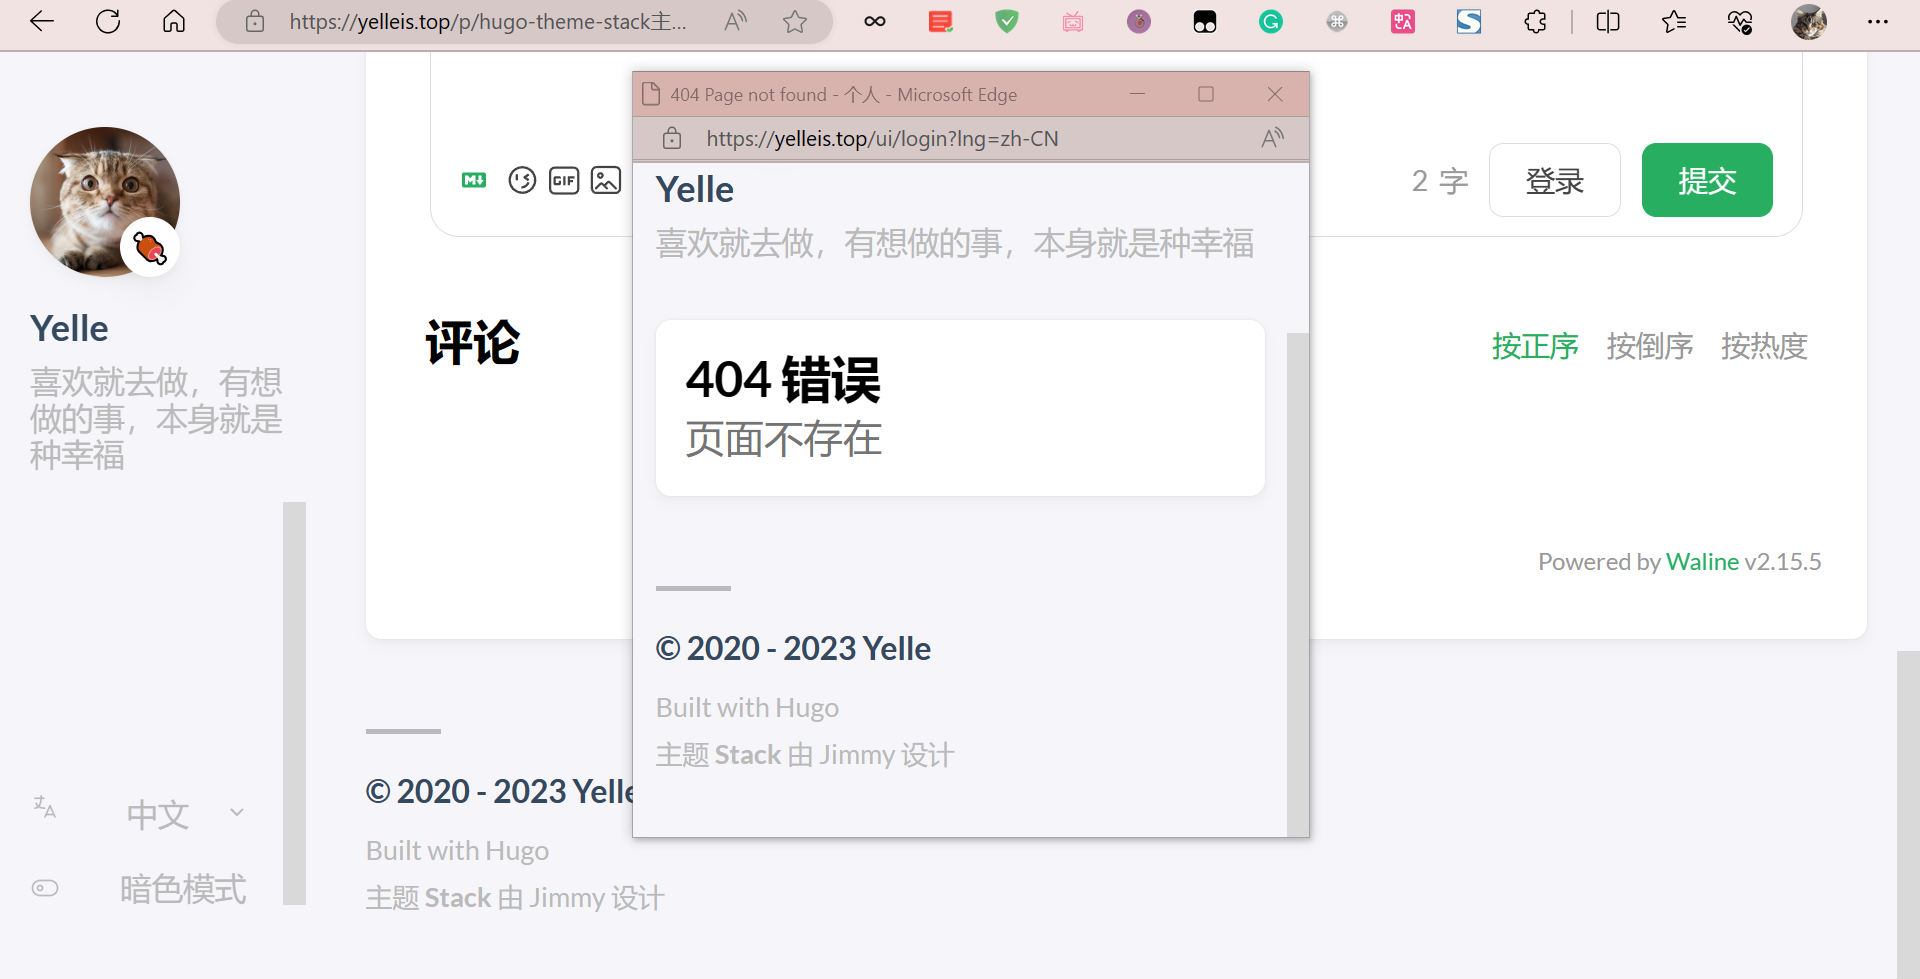 https://yelleis.top/p/hugo-theme-stack主...
404 Page not found - 个人 - Microsoft Edge
https://yelleis.top/ui/login?lng=zh-CN
Yelle
喜欢就去做，有想做的事，本身就是种幸福
404 错误
页面不存在
© 2020 - 2023 Yelle
Built with Hugo
主题 Stack 由 Jimmy 设计
Yelle
喜欢就去做，有想
做的事，本身就是
种幸福
中文
暗色模式
M↓
GIF
2 字
登录
提交
评论
按正序 按倒序 按热度
Powered by Waline v2.15.5
© 2020 - 2023 Yelle
Built with Hugo
主题 Stack 由 Jimmy 设计